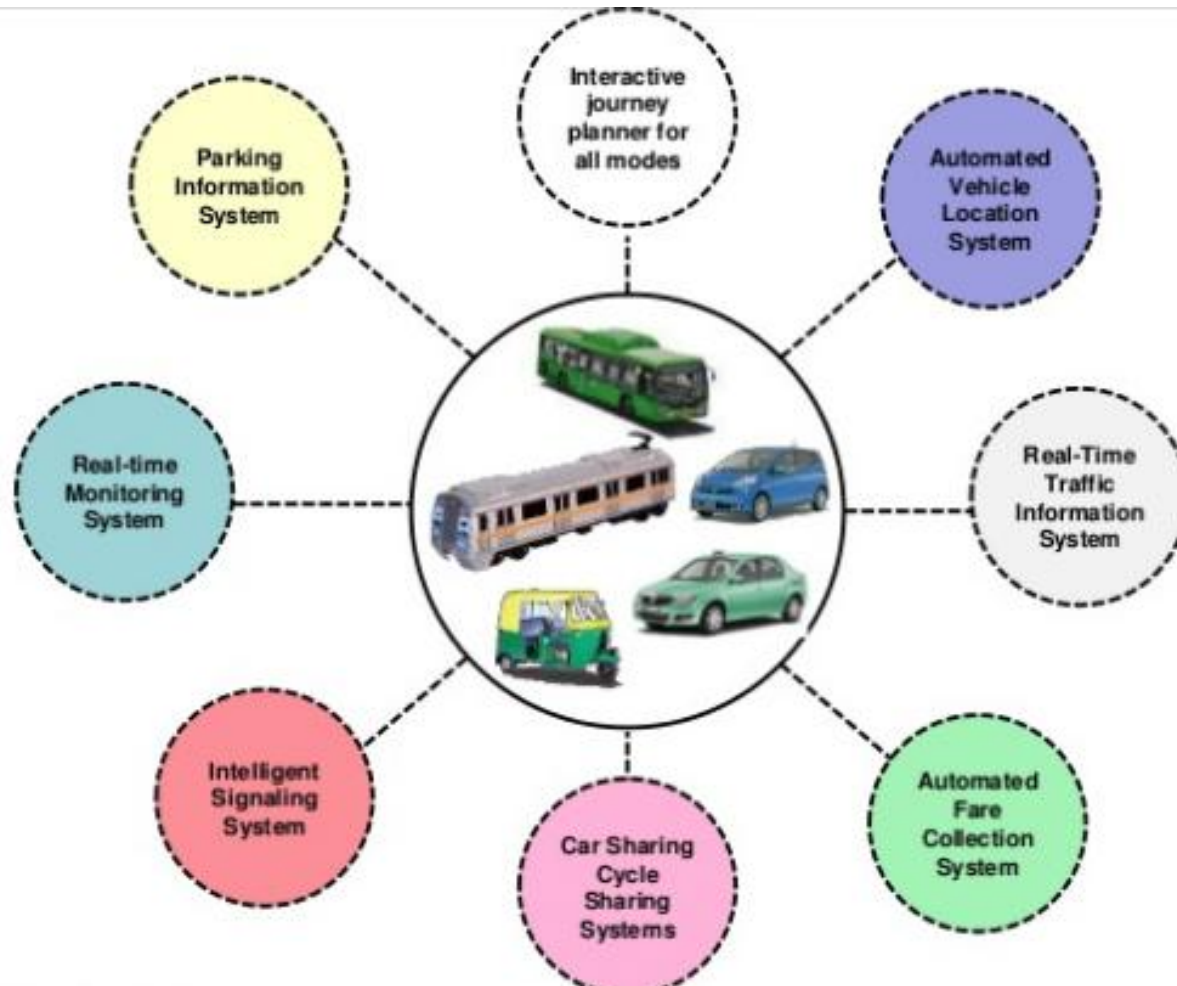 Interactive
journey
planner for
all modes
Parking
Information
System
Automated
Vehicle
Location
System
Real-time
Monitoring
System
Real-Time
Traffic
Information
System
Intelligent
Signaling
System
Automated
Fare
Collection
System
Car Sharing
Cycle
Sharing
Systems